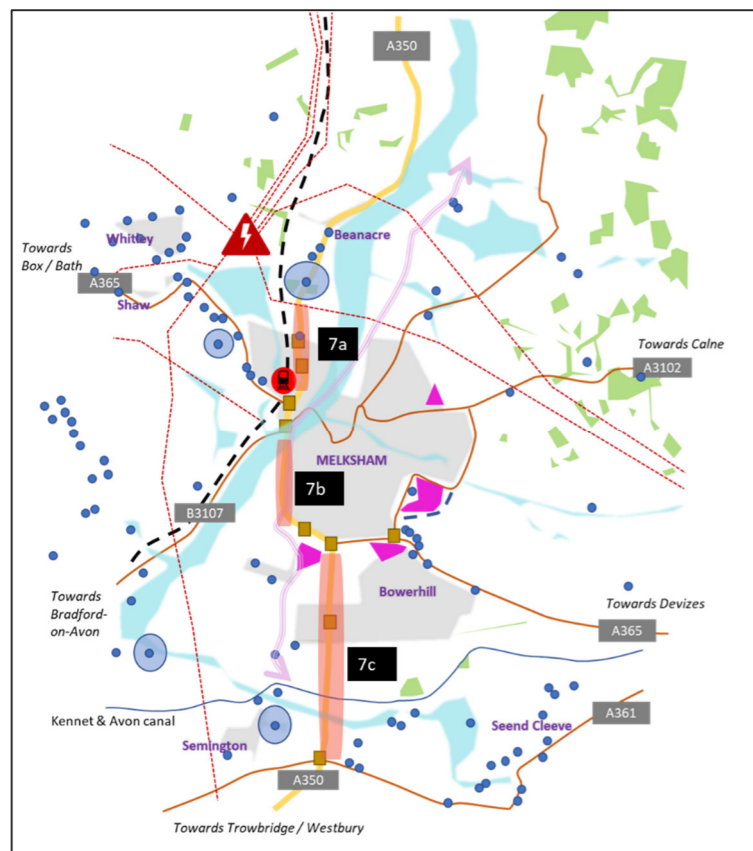 A350
Whitley
Beanacre
Towards
Box / Bath
A365
Shaw
7a
Towards Calne
A3102
MELKSHAM
7b
B3107
Towards
Bradford-
on-Avon
Bowerhill
Towards Devizes
A365
7c
Kennet & Avon canal
A361
Seend Cleeve
Semington
A350
Towards Trowbridge / Westbury